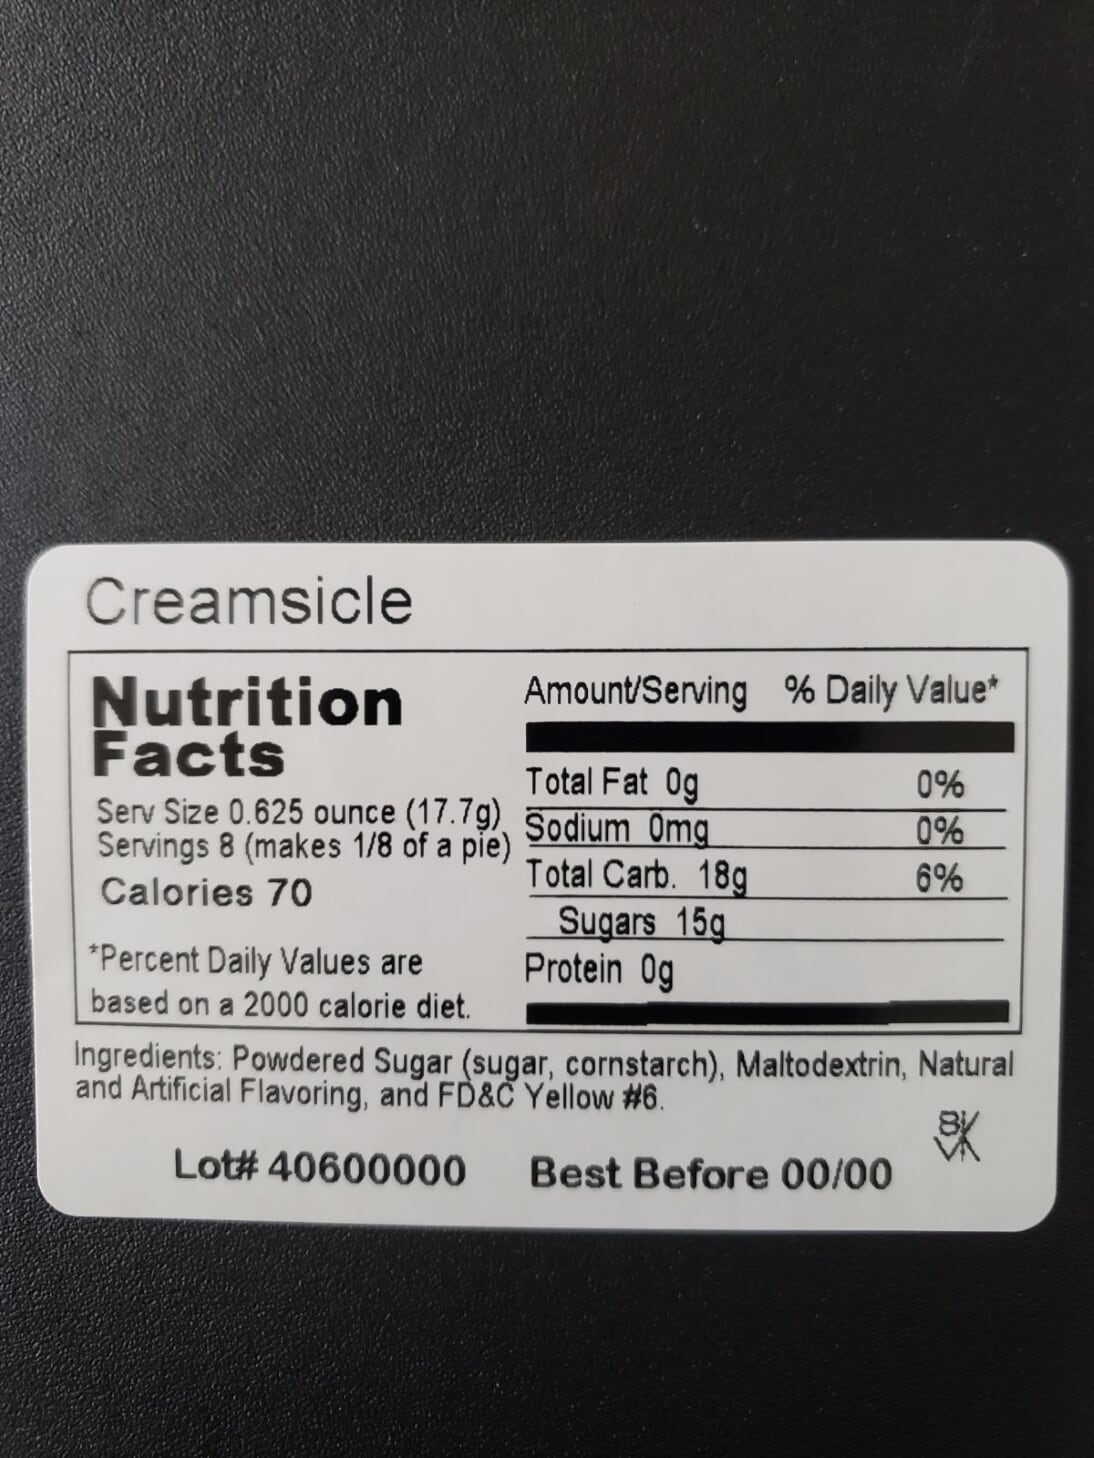 Creamsicle
Nutrition
Facts
Serv Size 0.625 ounce (17.7g)
Servings 8 (makes 1/8 of a pie)
Calories 70
*Percent Daily Values are
based on a 2000 calorie diet.
Amount/Serving % Daily Value*
Total Fat 0g 0%
Sodium 0mg 0%
Total Carb. 18g 6%
Sugars 15g
Protein 0g
Ingredients: Powdered Sugar (sugar, cornstarch), Maltodextrin, Natural
and Artificial Flavoring, and FD&C Yellow #6.
Lot# 40600000 Best Before 00/00